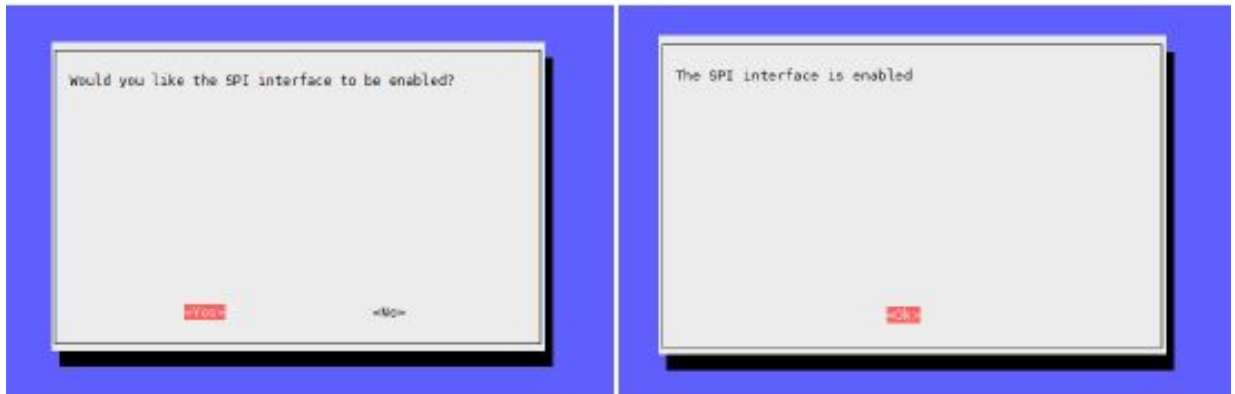 Would you like the SPI interface to be enabled?
<Yes>
<No>
The SPI interface is enabled
<Ok>